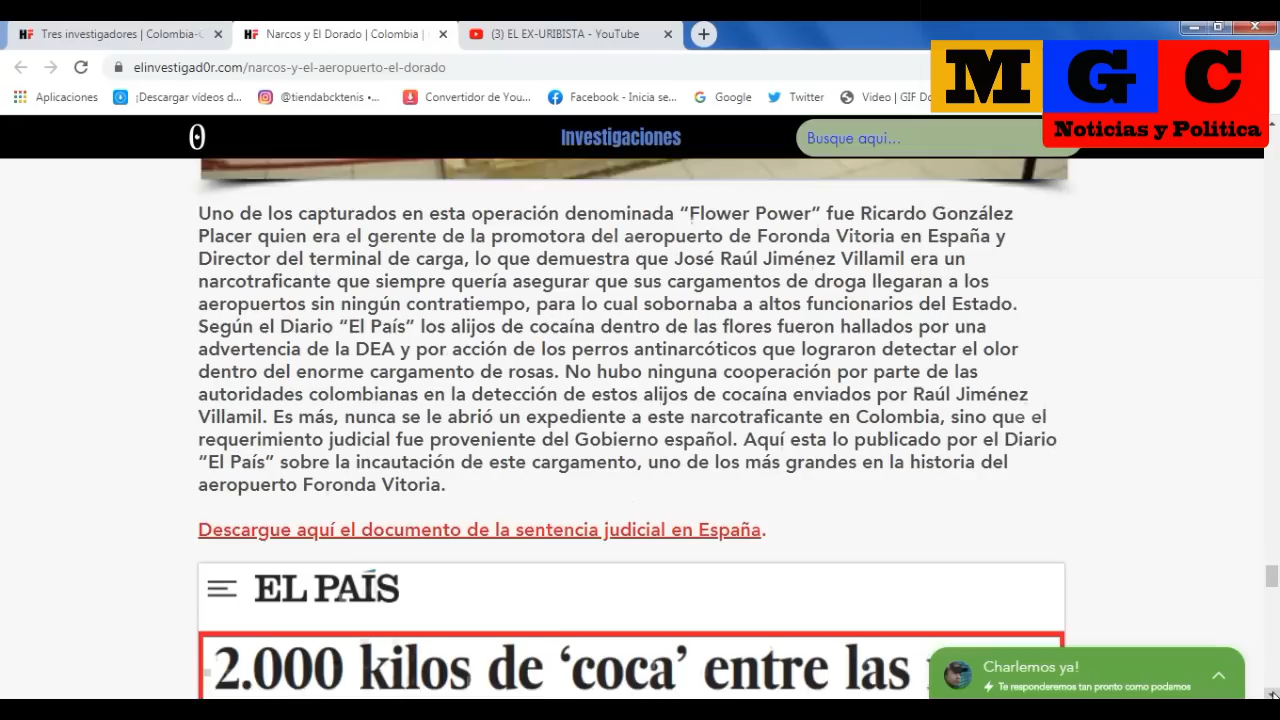 Tres investigadores | Colombia-
Narcos y El Dorado | Colombia |
K-URIBISTA - YouTube
elinvestigad0r.com/narcos-y-el-aeropuerto-el-dorado
Aplicaciones
¡Descargar vídeos d...
@tiendabcktenis •...
Convertidor de You...
Facebook - Inicia se...
Google
Twitter
Video | GIF
MGC
Noticias y Politica
Investigaciones
Busque aqui...
Uno de los capturados en esta operación denominada “Flower Power” fue Ricardo González
Placer quien era el gerente de la promotora del aeropuerto de Foronda Vitoria en España y
Director del terminal de carga, lo que demuestra que José Raúl Jiménez Villamil era un
narcotraficante que siempre quería asegurar que sus cargamentos de droga llegaran a los
aeropuertos sin ningún contratiempo, para lo cual sobornaba a altos funcionarios del Estado.
Según el Diario “El País” los alijos de cocaína dentro de las flores fueron hallados por una
advertencia de la DEA y por acción de los perros antinarcóticos que lograron detectar el olor
dentro del enorme cargamento de rosas. No hubo ninguna cooperación por parte de las
autoridades colombianas en la detección de estos alijos de cocaína enviados por Raúl Jiménez
Villamil. Es más, nunca se le abrió un expediente a este narcotraficante en Colombia, sino que el
requerimiento judicial fue proveniente del Gobierno español. Aquí esta lo publicado por el Diario
“El País” sobre la incautación de este cargamento, uno de los más grandes en la historia del
aeropuerto Foronda Vitoria.
Descargue aquí el documento de la sentencia judicial en España.
EL PAÍS
2.000 kilos de ‘coca’ entre las
Charlemos ya!
Te responderemos tan pronto como podamos